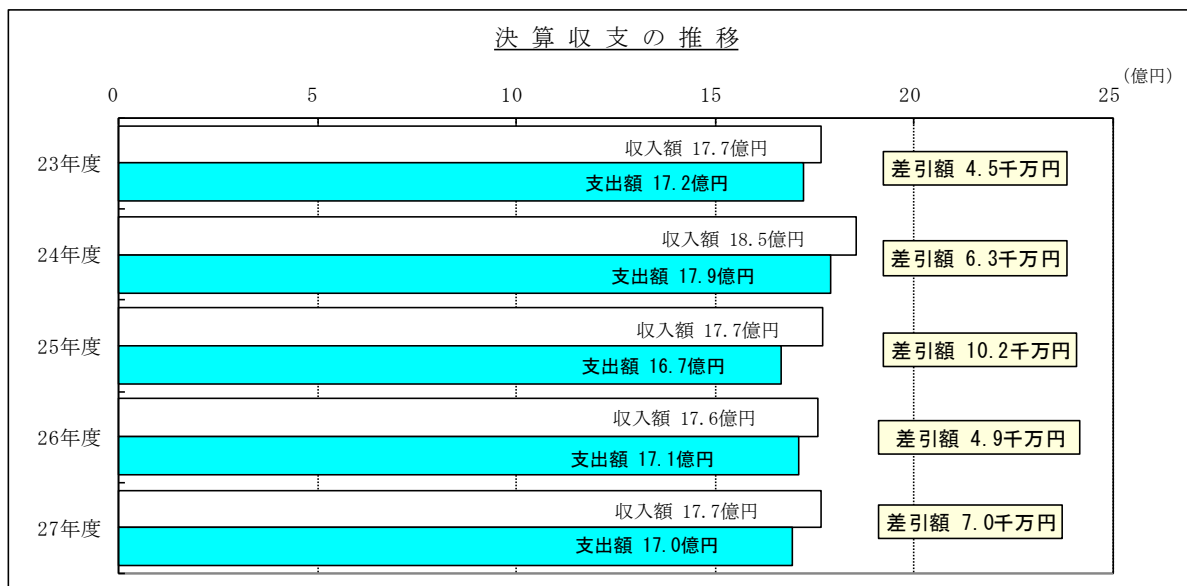 決算収支の推移
(億円)
0 5 10 15 20 25
23年度
収入額 17.7億円
支出額 17.2億円
差引額 4.5千万円
24年度
収入額 18.5億円
支出額 17.9億円
差引額 6.3千万円
25年度
収入額 17.7億円
支出額 16.7億円
差引額 10.2千万円
26年度
収入額 17.6億円
支出額 17.1億円
差引額 4.9千万円
27年度
収入額 17.7億円
支出額 17.0億円
差引額 7.0千万円